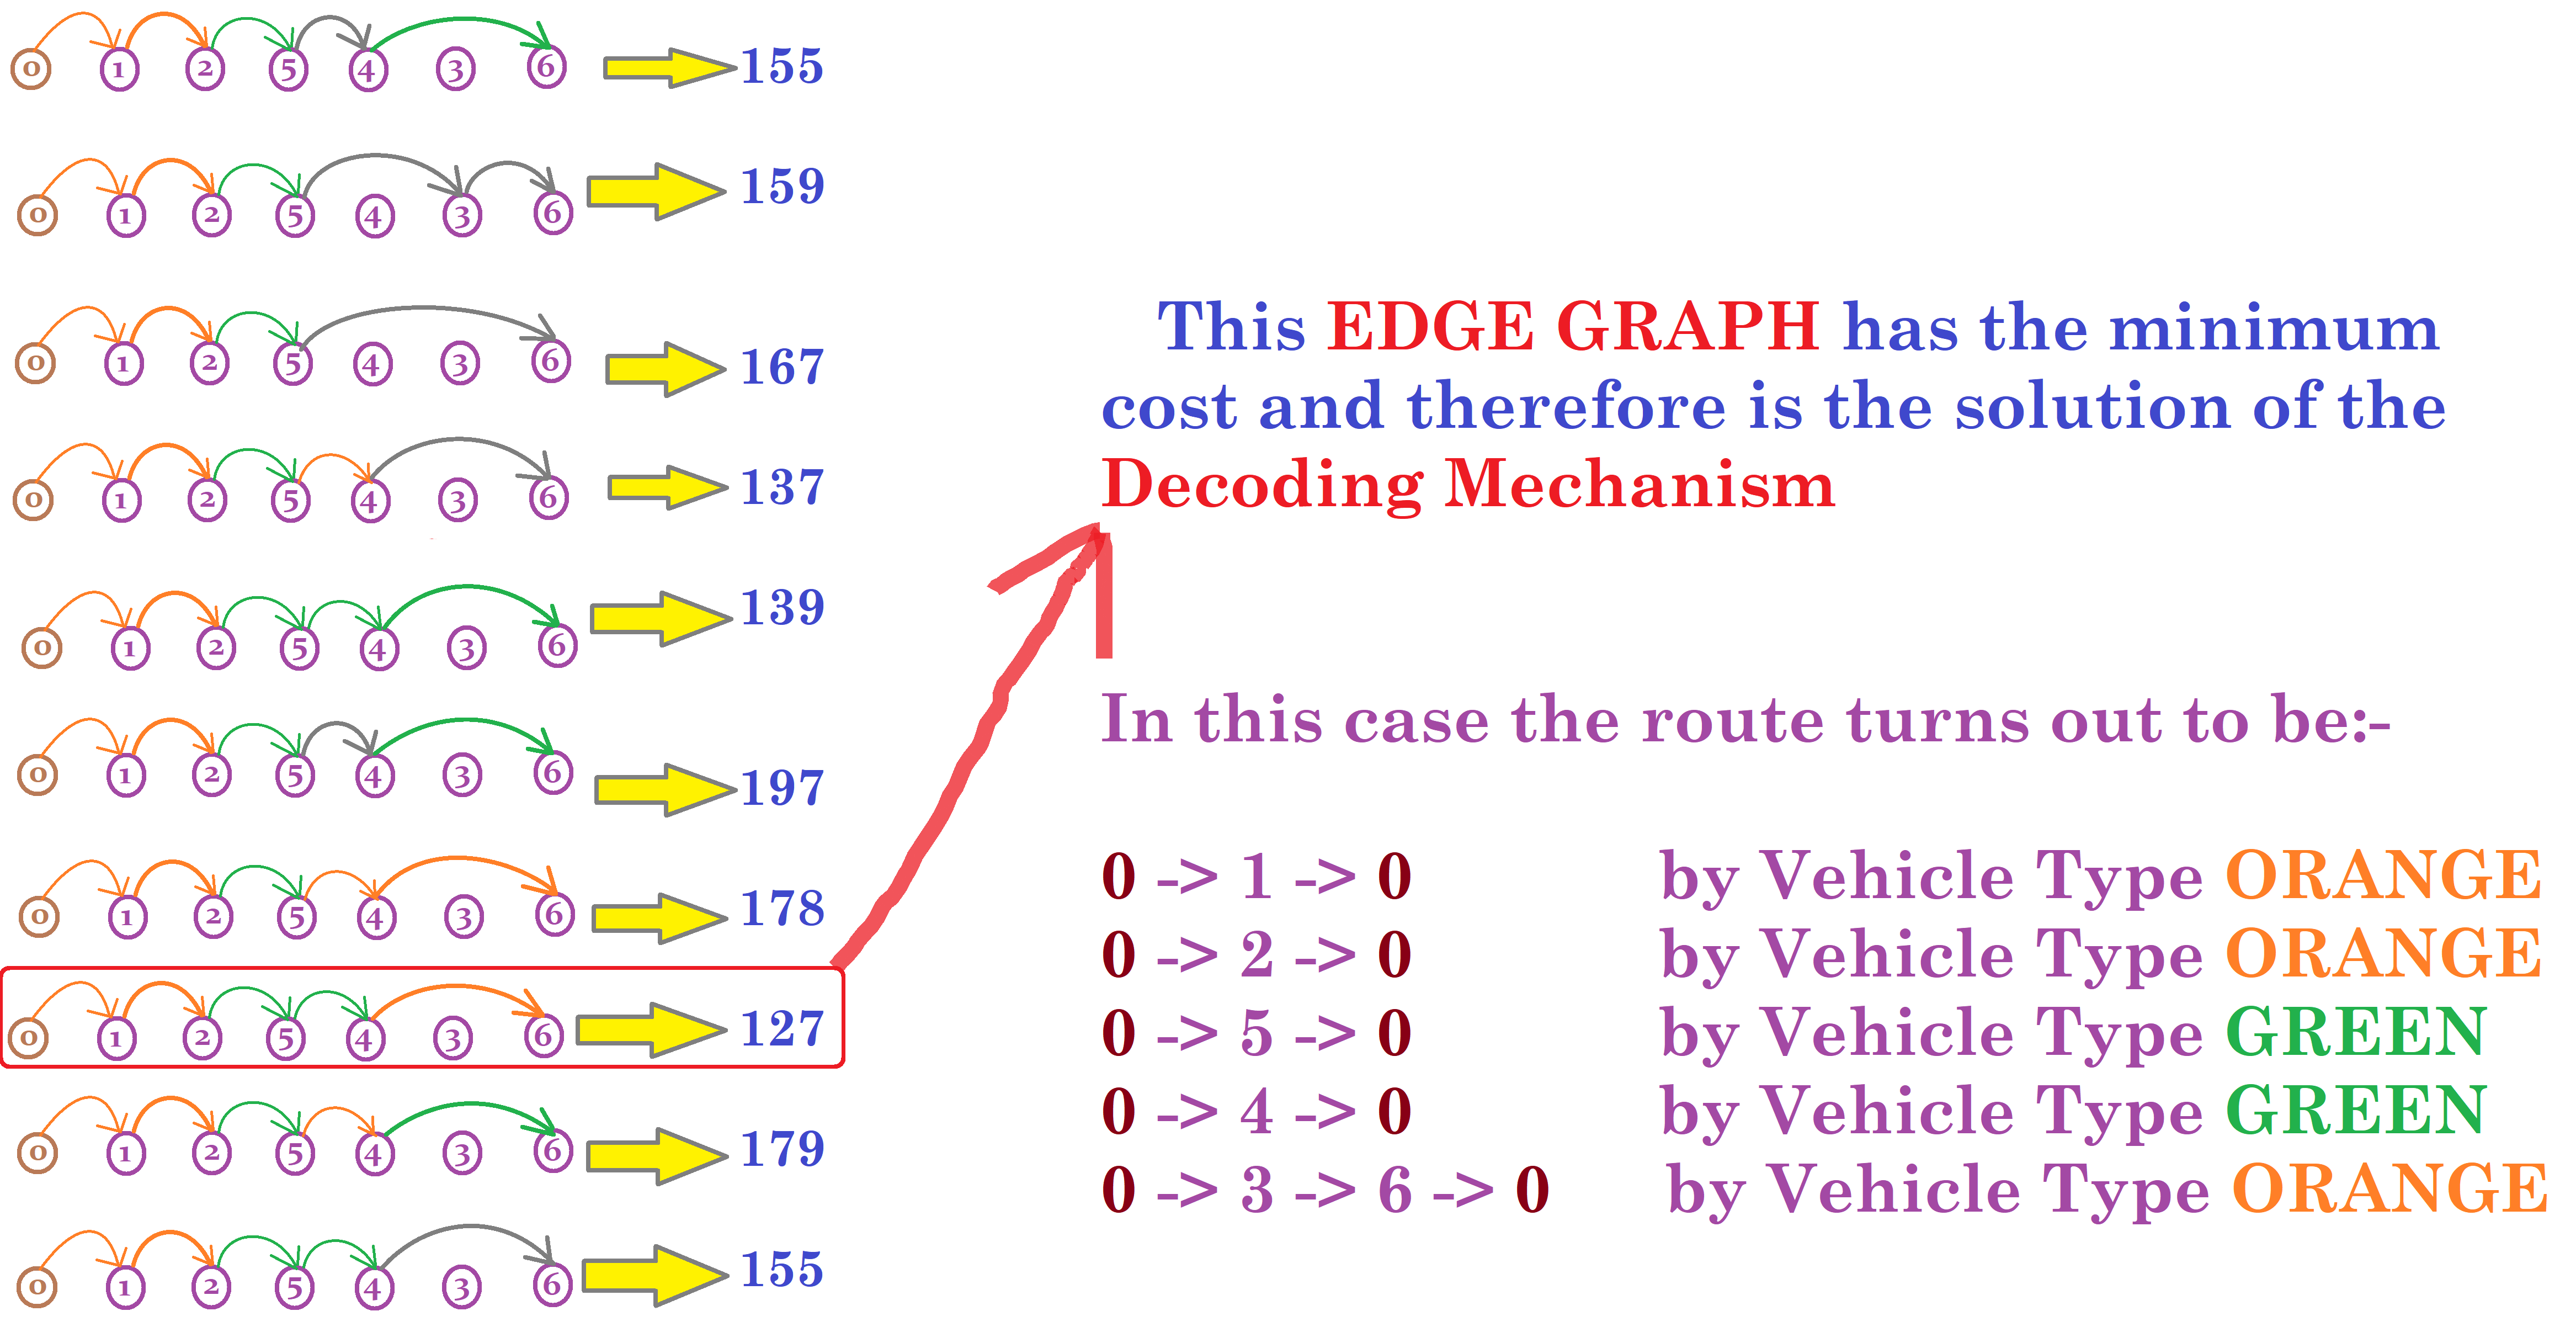 0 1 2 5 4 3 6 155
0 1 2 5 4 3 6 159
0 1 2 5 4 3 6 167
0 1 2 5 4 3 6 137
0 1 2 5 4 3 6 139
0 1 2 5 4 3 6 197
0 1 2 5 4 3 6 178
0 1 2 5 4 3 6 127
0 1 2 5 4 3 6 179
0 1 2 5 4 3 6 155
This EDGE GRAPH has the minimum
cost and therefore is the solution of the
Decoding Mechanism
In this case the route turns out to be:-
0 -> 1 -> 0 by Vehicle Type ORANGE
0 -> 2 -> 0 by Vehicle Type ORANGE
0 -> 5 -> 0 by Vehicle Type GREEN
0 -> 4 -> 0 by Vehicle Type GREEN
0 -> 3 -> 6 -> 0 by Vehicle Type ORANGE